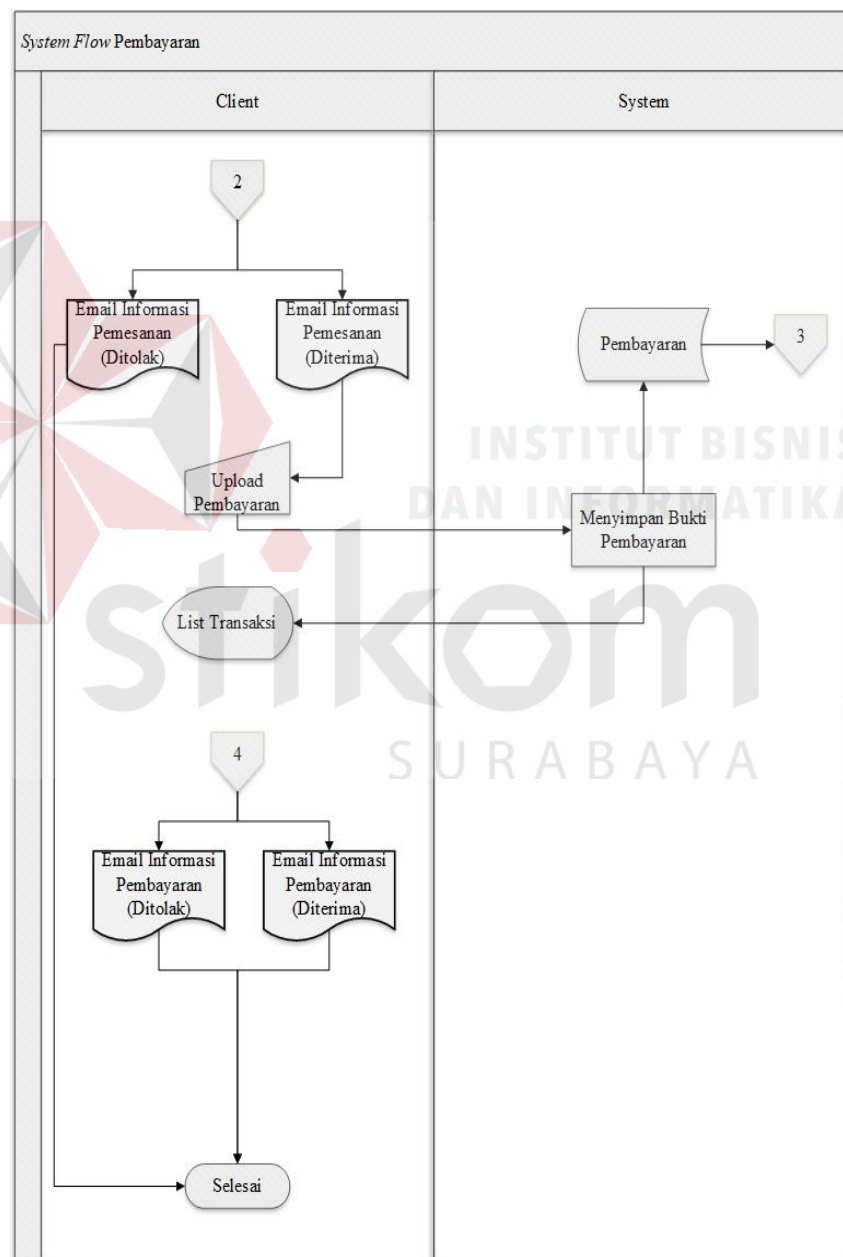 System Flow Pembayaran
Client
System
2
Email Informasi
Pemesanan
(Ditolak)
Email Informasi
Pemesanan
(Diterima)
Pembayaran
3
INSTITUT BISNIS
DAN INFORMATIKA
Upload
Pembayaran
Menyimpan Bukti
Pembayaran
List Transaksi
stikom
SURABAYA
4
Email Informasi
Pembayaran
(Ditolak)
Email Informasi
Pembayaran
(Diterima)
Selesai